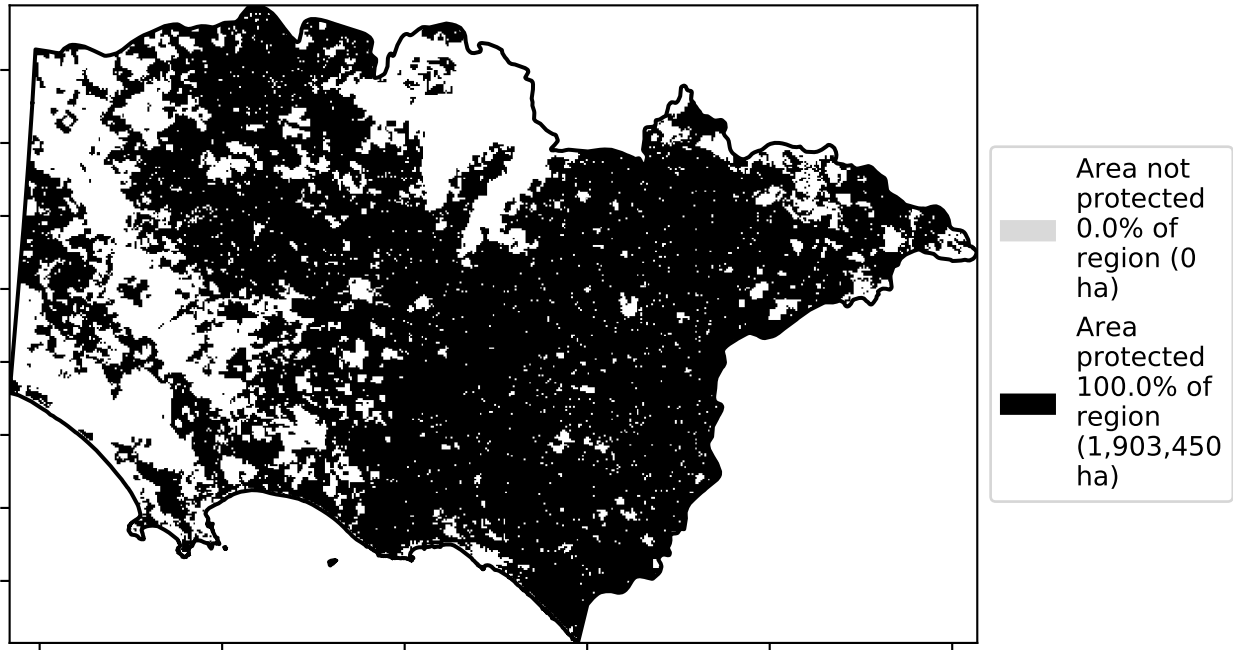 Area not
protected
0.0% of
region (0
ha)
Area
protected
100.0% of
region
(1,903,450
ha)